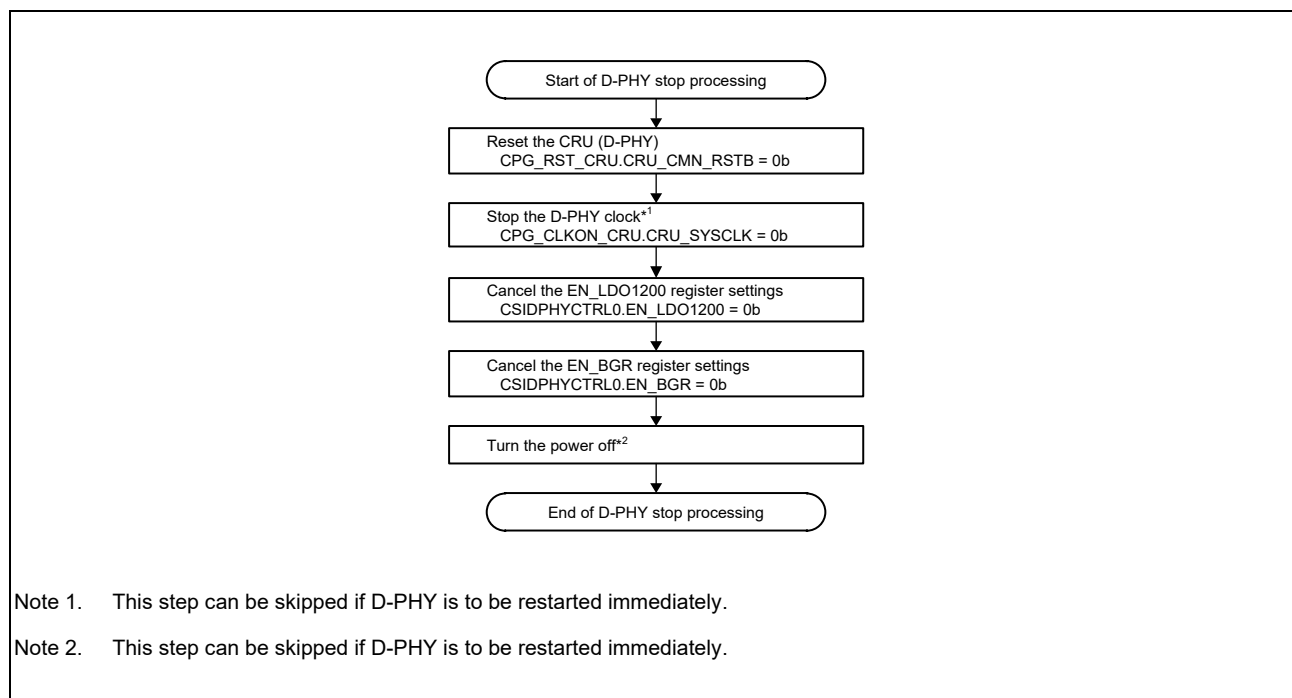 Start of D-PHY stop processing
Reset the CRU (D-PHY)
CPG_RST_CRU.CRU_CMN_RSTB = 0b
Stop the D-PHY clock*1
CPG_CLKON_CRU.CRU_SYSCLK = 0b
Cancel the EN_LDO1200 register settings
CSIDPHYCTRL0.EN_LDO1200 = 0b
Cancel the EN_BGR register settings
CSIDPHYCTRL0.EN_BGR = 0b
Turn the power off*2
End of D-PHY stop processing
Note 1. This step can be skipped if D-PHY is to be restarted immediately.
Note 2. This step can be skipped if D-PHY is to be restarted immediately.